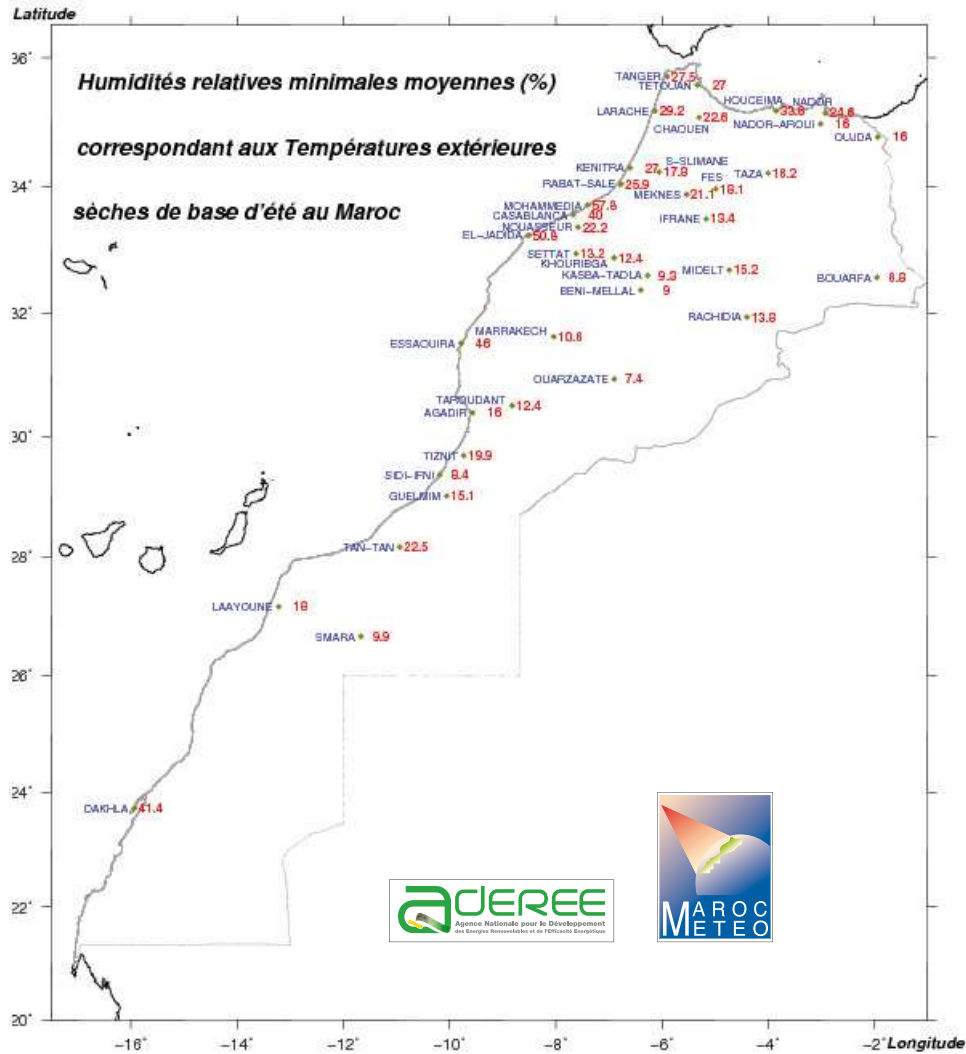 Latitude
36°
Humidités relatives minimales moyennes (%)
TANGER 27.5
TETOUAN 27
HOUCEIMA NADOR
LARACHE 29.2
33.6
24.6
22.6
CHAOUEN
NADOR-AROUI 16
OUJDA 16
correspondant aux Températures extérieures
S-SLIMANE
KENITRA 27
17.8
FES
TAZA 18.2
34°
RABAT-SALE 25.9
18.1
MEKNES 21.1
sèches de base d'été au Maroc
MOHAMMEDIA 57.8
CASABLANCA 40
IFRANE 13.4
NOUASSEUR 22.2
EL-JADIDA 50.8
SETTAT 13.2
12.4
KHOURIBGA
MIDELT 15.2
KASBA-TADLA 9.3
BOUARFA 8.8
BENI-MELLAL 9
32°
RACHIDIA 13.8
MARRAKECH
10.6
ESSAOUIRA 46
OUARZAZATE 7.4
TAROUDANT
12.4
AGADIR 16
30°
TIZNIT 19.9
SIDI-IFNI 8.4
GUELMIM 15.1
28°
TAN-TAN 22.5
LAAYOUNE 18
SMARA 9.9
26°
24°
DAKHLA 41.4
aDEREE
Agence Nationale pour le Développement
des Energies Renouvelables et de l'Efficacité Energétique
MAROC
METEO
22°
20°
-16° -14° -12° -10° -8° -6° -4° -2° Longitude